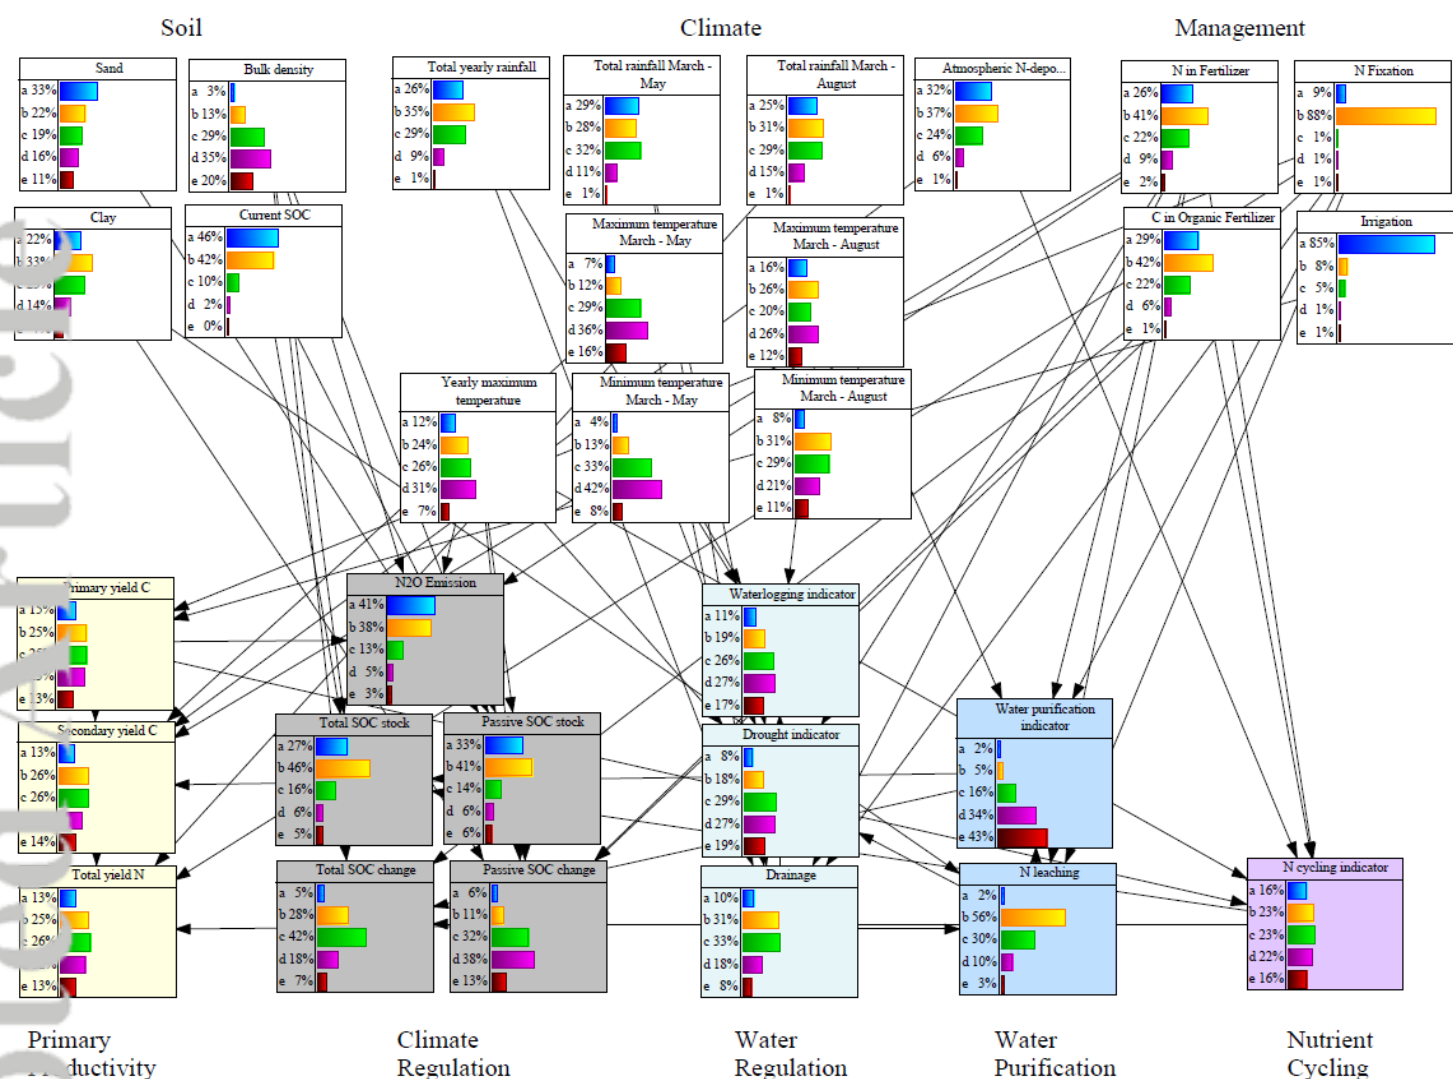 Soil
Climate
Management
Sand
a 33%
b 22%
c 19%
d 16%
e 11%
Bulk density
a 3%
b 13%
c 29%
d 35%
e 20%
Total yearly rainfall
a 26%
b 35%
c 29%
d 9%
e 1%
Total rainfall March -
May
a 29%
b 28%
c 32%
d 11%
e 1%
Total rainfall March -
August
a 25%
b 31%
c 29%
d 15%
e 1%
Atmospheric N-depo...
a 32%
b 37%
c 24%
d 6%
e 1%
N in Fertilizer
a 26%
b 41%
c 22%
d 9%
e 2%
N Fixation
a 9%
b 88%
c 1%
d 1%
e 1%
Clay
a 22%
b 33%
d 14%
Current SOC
a 46%
b 42%
c 10%
d 2%
e 0%
Maximum temperature
March - May
a 7%
b 12%
c 29%
d 36%
e 16%
Maximum temperature
March - August
a 16%
b 26%
c 20%
d 26%
e 12%
C in Organic Fertilizer
a 29%
b 42%
c 22%
d 6%
e 1%
Irrigation
a 85%
b 8%
c 5%
d 1%
e 1%
Yearly maximum
temperature
a 12%
b 24%
c 26%
d 31%
e 7%
Minimum temperature
March - May
a 4%
b 13%
c 33%
d 42%
e 8%
Minimum temperature
March - August
a 8%
b 31%
c 29%
d 21%
e 11%
Primary yield C
a 15%
b 25%
e 13%
N2O Emission
a 41%
b 38%
c 13%
d 5%
e 3%
Waterlogging indicator
a 11%
b 19%
c 26%
d 27%
e 17%
Water purification
indicator
a 2%
b 5%
c 16%
d 34%
e 43%
Secondary yield C
a 13%
b 26%
c 26%
e 14%
Total SOC stock
a 27%
b 46%
c 16%
d 6%
e 5%
Passive SOC stock
a 33%
b 41%
c 14%
d 6%
e 6%
Drought indicator
a 8%
b 18%
c 29%
d 27%
e 19%
Total yield N
a 13%
b 25%
c 26%
e 13%
Total SOC change
a 5%
b 28%
c 42%
d 18%
e 7%
Passive SOC change
a 6%
b 11%
c 32%
d 38%
e 13%
Drainage
a 10%
b 31%
c 33%
d 18%
e 8%
N leaching
a 2%
b 56%
c 30%
d 10%
e 3%
N cycling indicator
a 16%
b 23%
c 23%
d 22%
e 16%
Primary
Productivity
Climate
Regulation
Water
Regulation
Water
Purification
Nutrient
Cycling